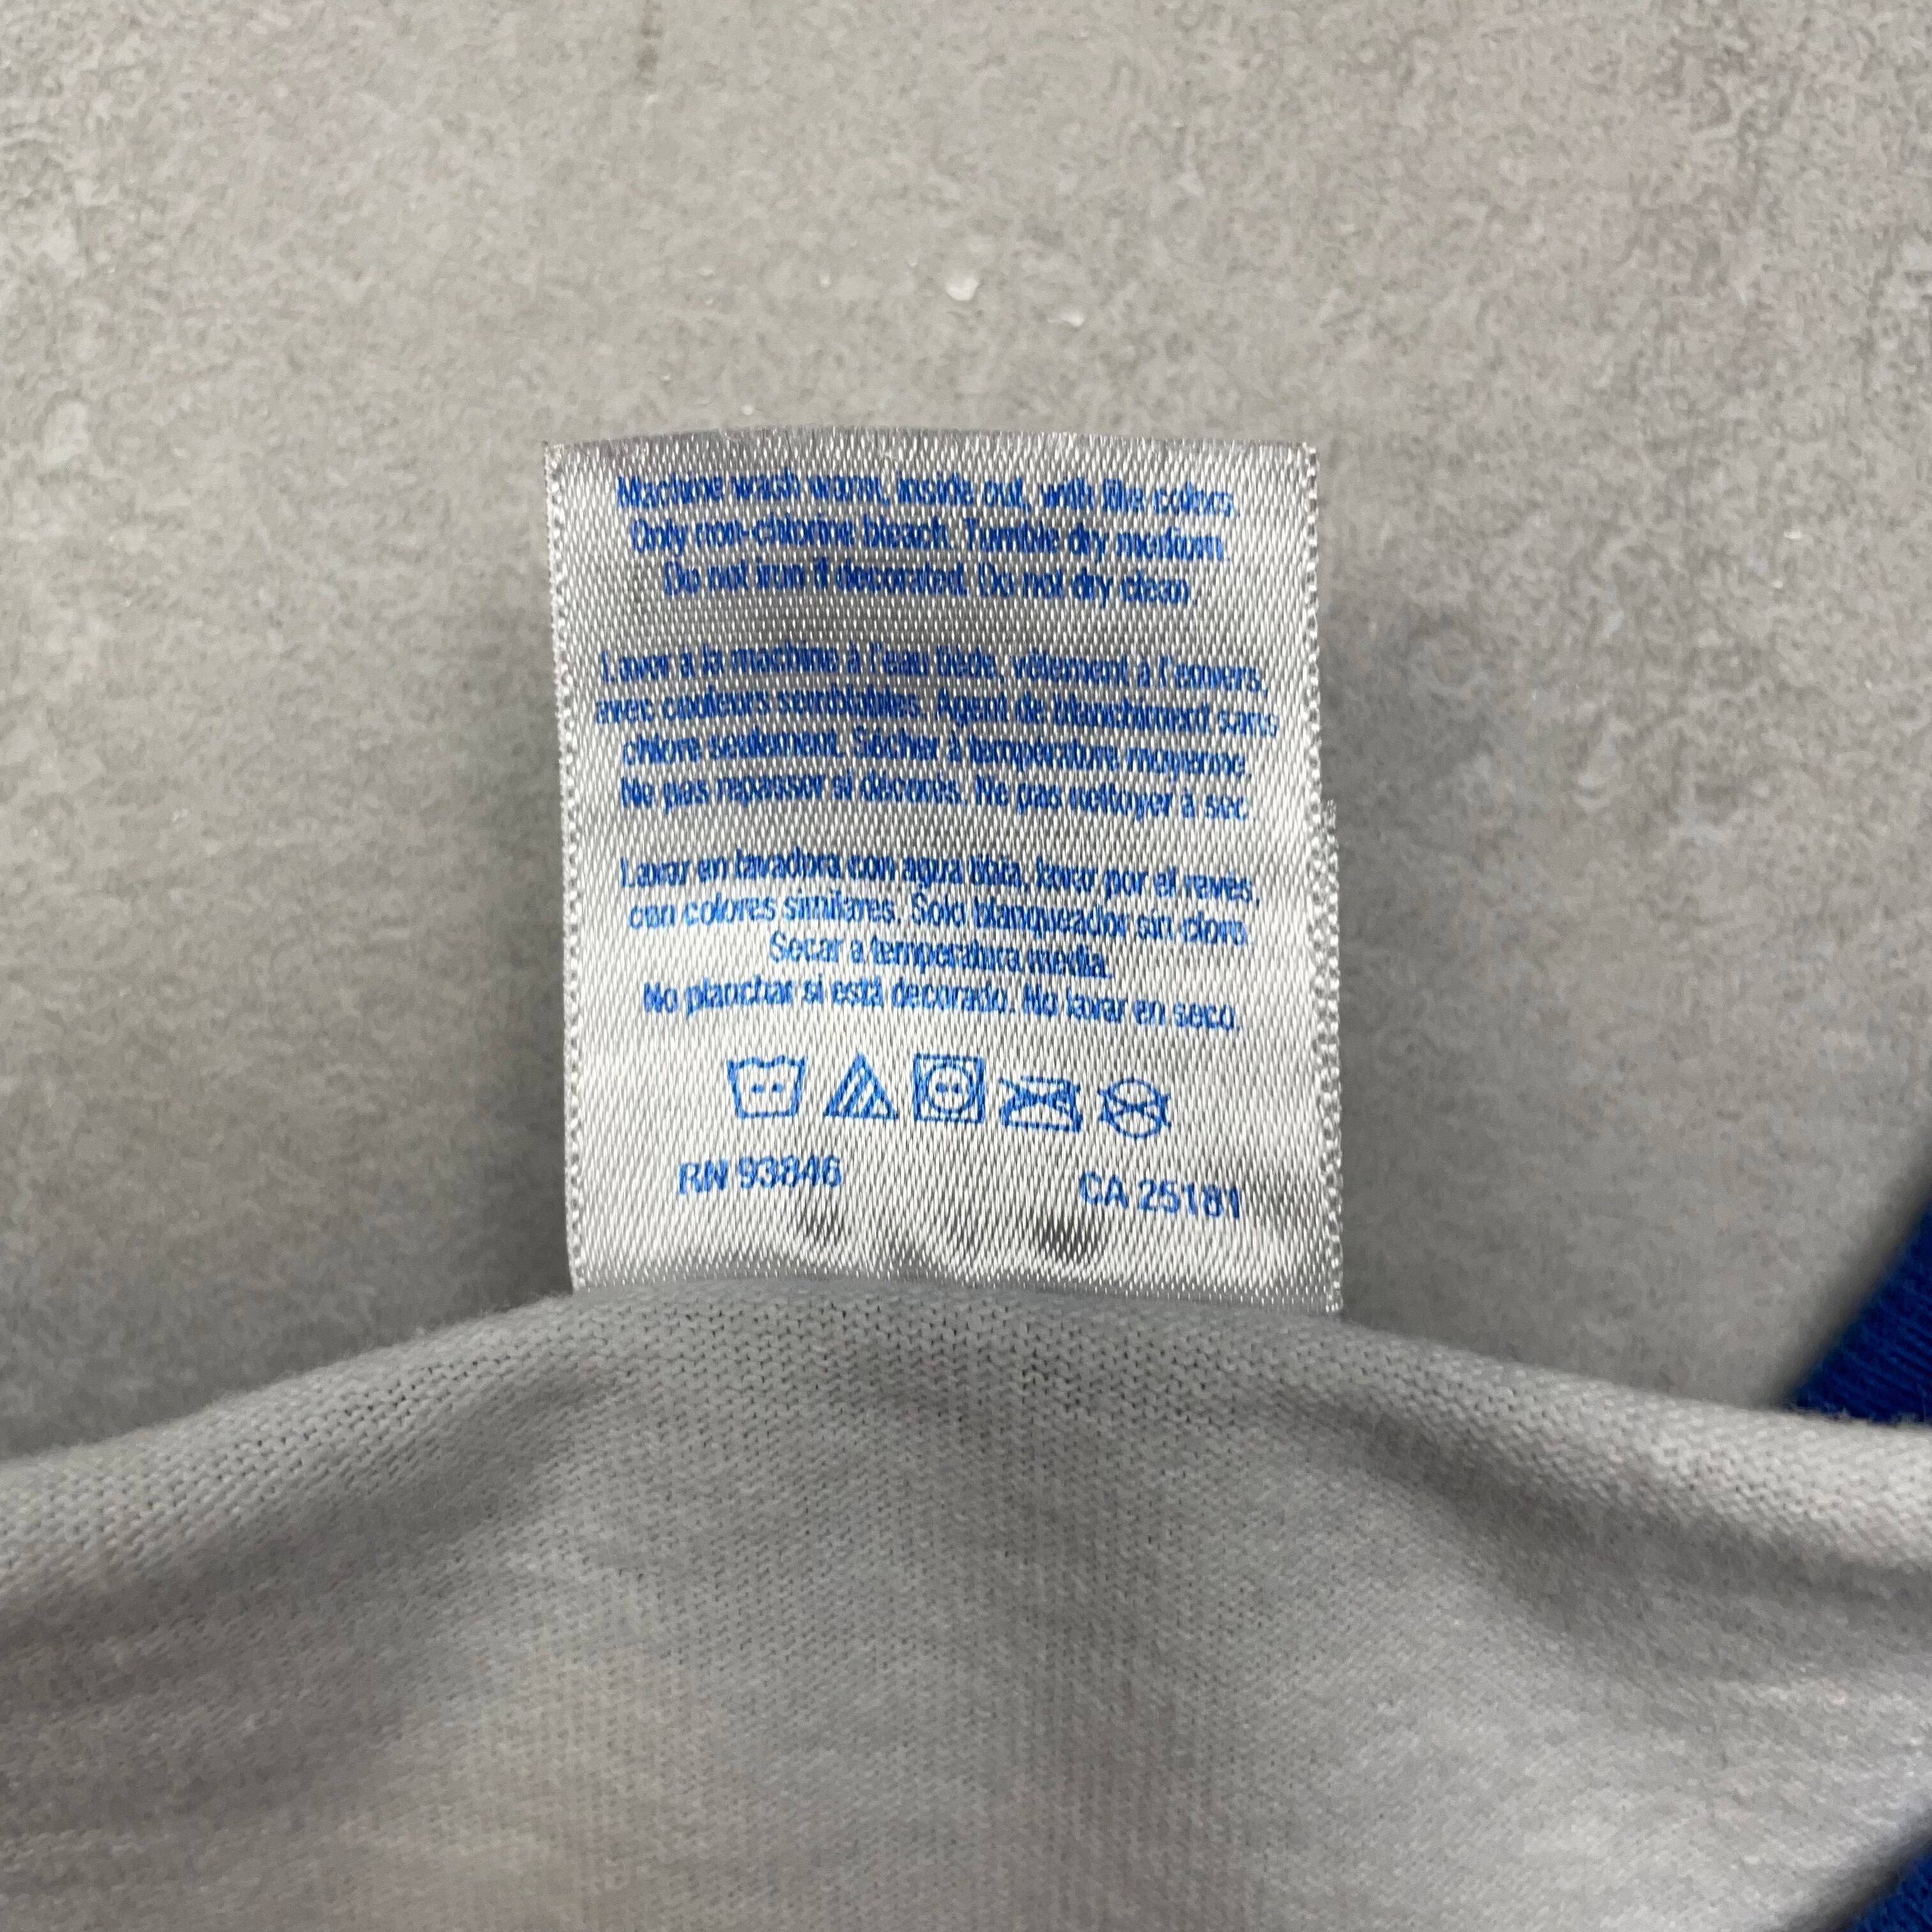 Machine wash warm, inside out, with like colors.
Only non-chlorine bleach. Tumble dry medium.
Do not iron if decorated. Do not dry clean.
Laver à la machine à l'eau tiède, vêtement à l'envers,
avec couleurs semblables. Agent de blanchiment sans
chlore seulement. Sécher à température moyenne.
Ne pas repasser si décorés. Ne pas nettoyer à sec.
Lavar en lavadora con agua tibia, lavar por el reves,
con colores similares. Solo blanqueador sin cloro.
Secar a temperatura media.
No planchar si está decorado. No lavar en seco.
RN 93846 CA 25181